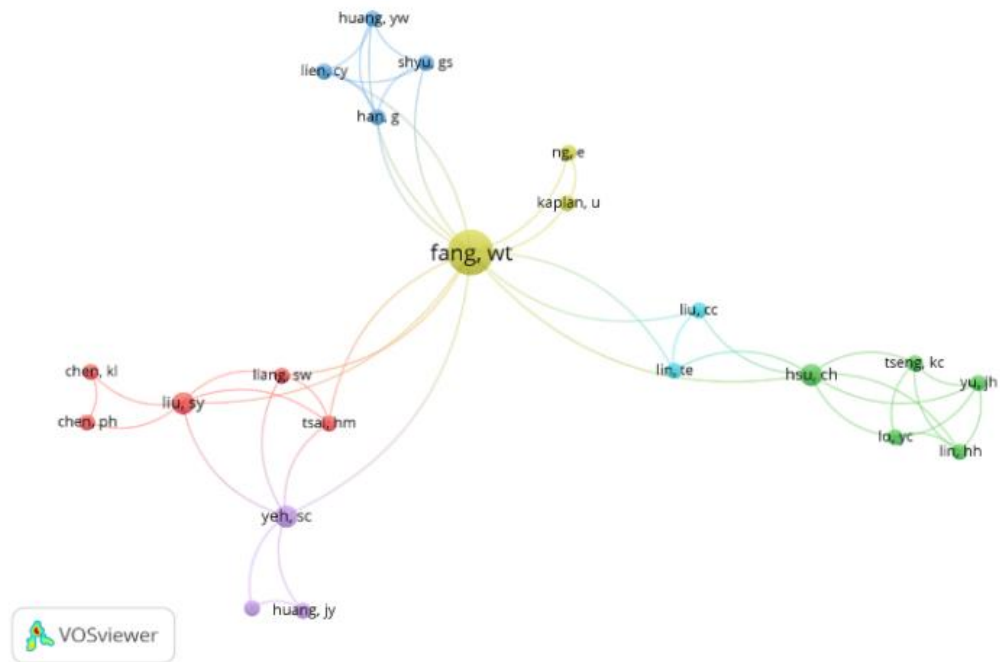 huang, yw
shyu, gs
lien, cy
han, g
ng, e
kaplan, u
fang, wt
liu, cc
lin, te
hsu, ch
tseng, kc
yu, jh
lo, yc
lin, hh
chen, kl
liang, sw
liu, sy
chen, ph
tsai, hm
yeh, sc
huang, jy
VOSviewer